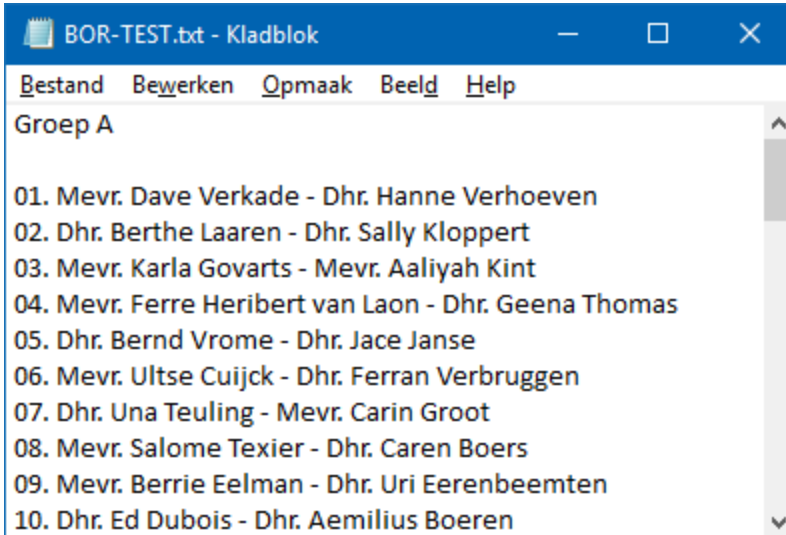 BOR-TEST.txt - Kladblok
Bestand Bewerken Opmaak Beeld Help
Groep A
01. Mevr. Dave Verkade - Dhr. Hanne Verhoeven
02. Dhr. Berthe Laaren - Dhr. Sally Kloppert
03. Mevr. Karla Govarts - Mevr. Aaliyah Kint
04. Mevr. Ferre Heribert van Laon - Dhr. Geena Thomas
05. Dhr. Bernd Vrome - Dhr. Jace Janse
06. Mevr. Ultse Cuijck - Dhr. Ferran Verbruggen
07. Dhr. Una Teuling - Mevr. Carin Groot
08. Mevr. Salome Texier - Dhr. Caren Boers
09. Mevr. Berrie Eelman - Dhr. Uri Eerenbeemten
10. Dhr. Ed Dubois - Dhr. Aemilius Boeren